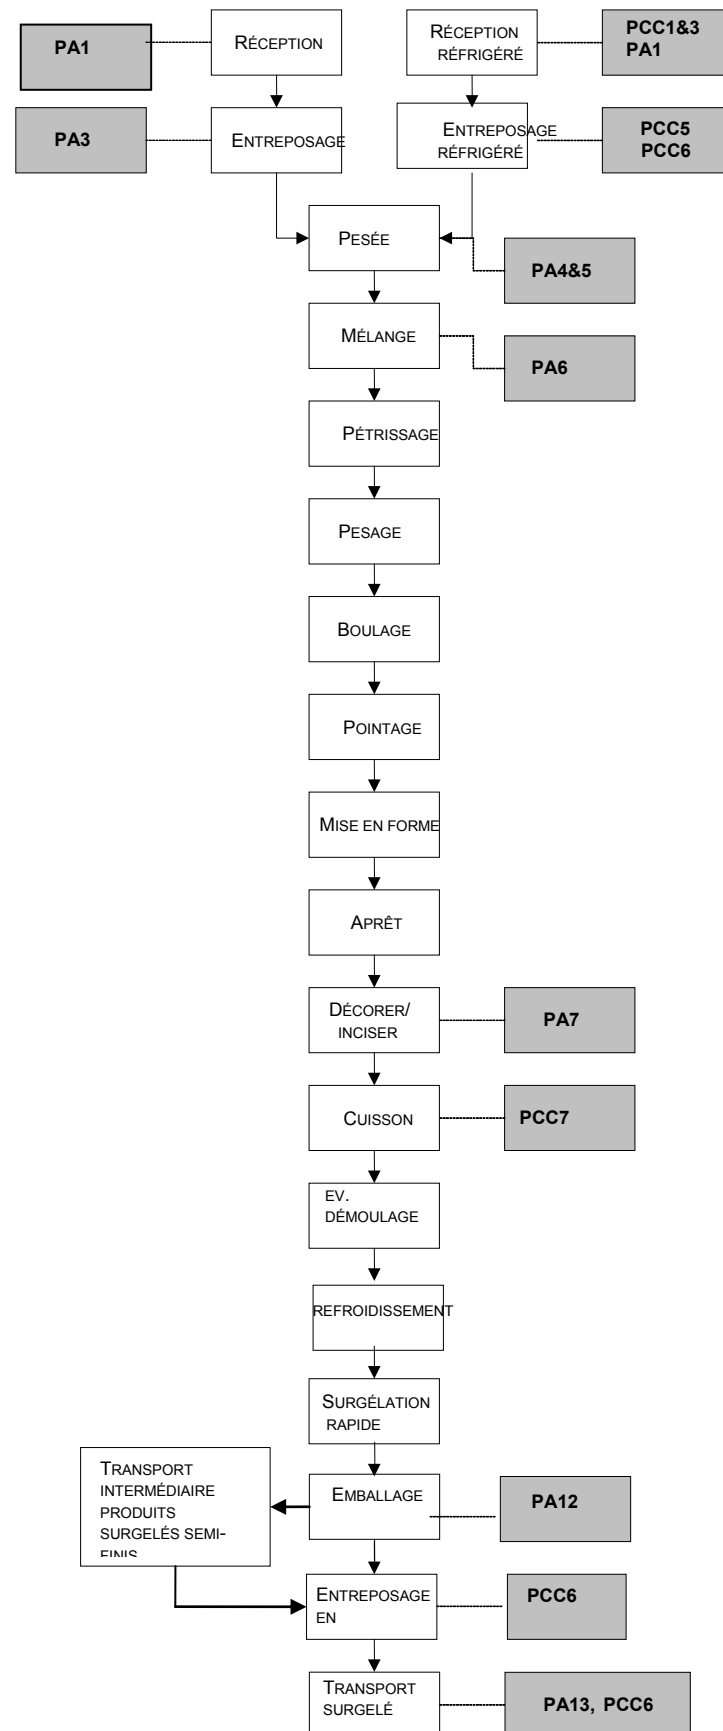 PA1
RÉCEPTION
RÉCEPTION
RÉFRIGÉRÉ
PCC1&3
PA1
PA3
ENTREPOSAGE
ENTREPOSAGE
RÉFRIGÉRÉ
PCC5
PCC6
PESÉE
PA4&5
MÉLANGE
PA6
PÉTRISSAGE
PESAGE
BOULAGE
POINTAGE
MISE EN FORME
APRÊT
DÉCORER/
INCISER
PA7
CUISSON
PCC7
EV.
DÉMOULAGE
REFROIDISSEMENT
SURGÉLATION
RAPIDE
TRANSPORT
INTERMÉDIAIRE
PRODUITS
SURGELÉS SEMI-
FINIS
EMBALLAGE
PA12
ENTREPOSAGE
EN
PCC6
TRANSPORT
SURGELÉ
PA13, PCC6